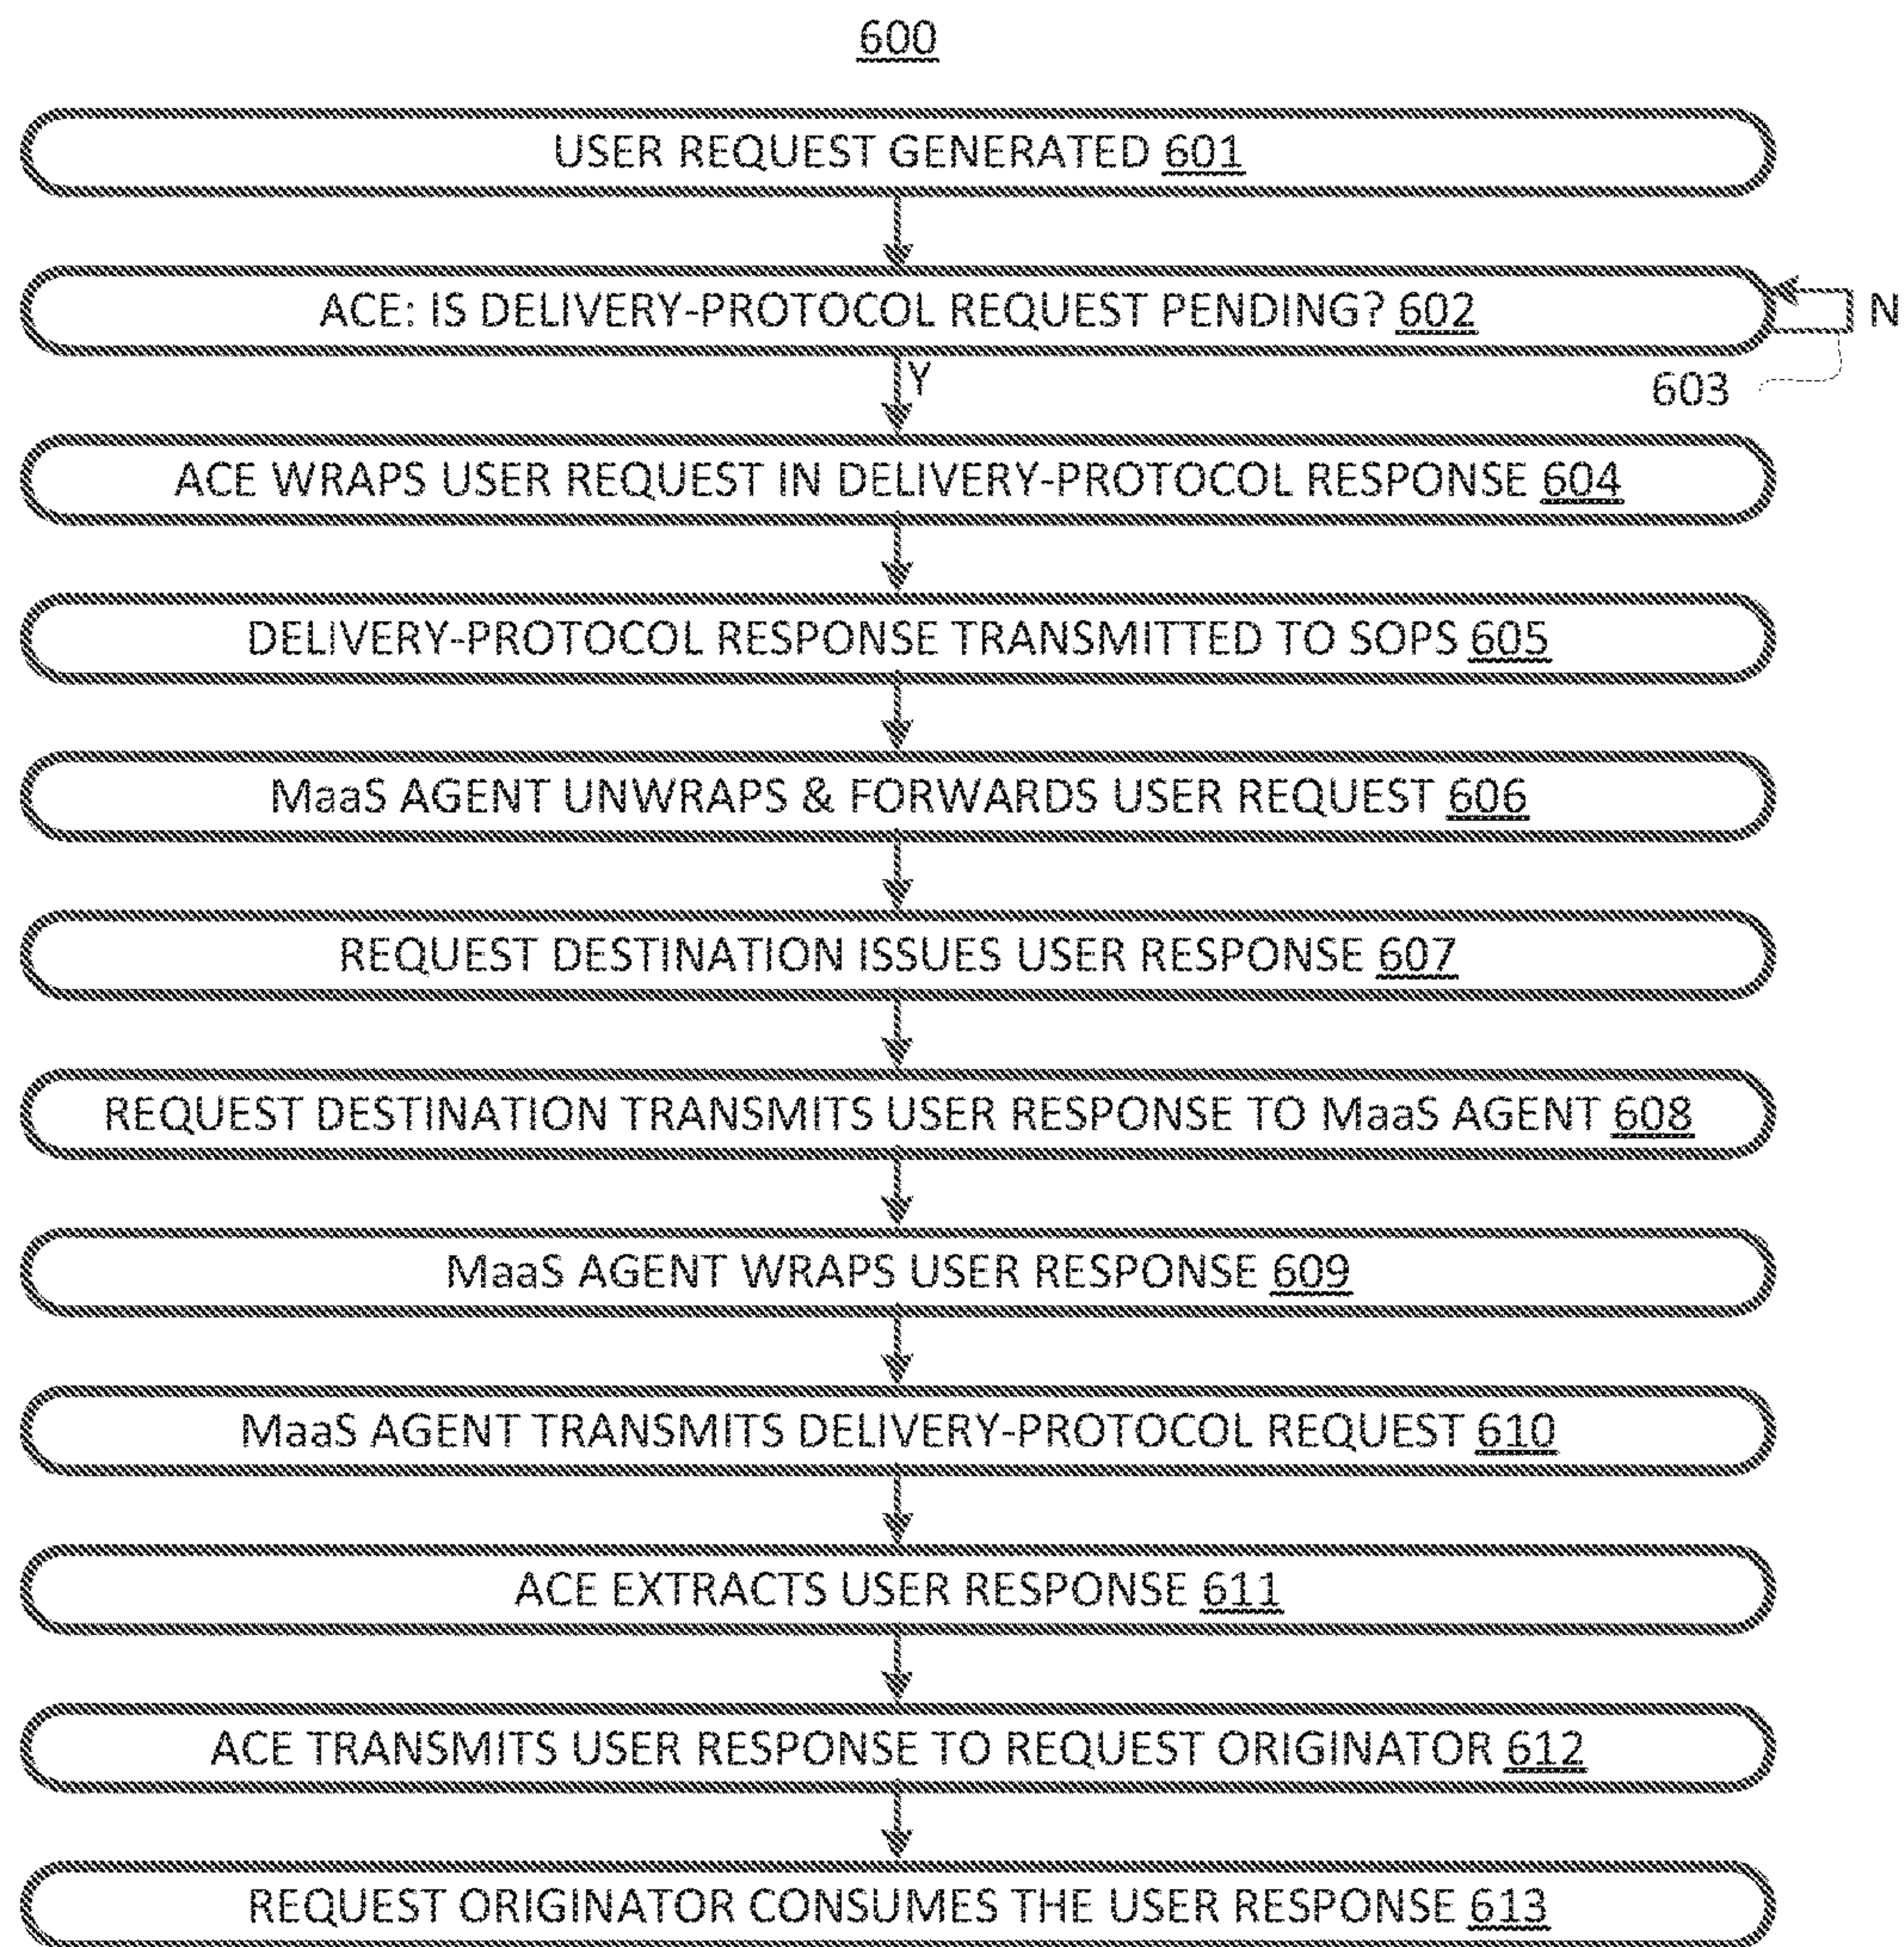 600
USER REQUEST GENERATED 601
ACE: IS DELIVERY-PROTOCOL REQUEST PENDING? 602
N
Y
603
ACE WRAPS USER REQUEST IN DELIVERY-PROTOCOL RESPONSE 604
DELIVERY-PROTOCOL RESPONSE TRANSMITTED TO SOPS 605
MaaS AGENT UNWRAPS & FORWARDS USER REQUEST 606
REQUEST DESTINATION ISSUES USER RESPONSE 607
REQUEST DESTINATION TRANSMITS USER RESPONSE TO MaaS AGENT 608
MaaS AGENT WRAPS USER RESPONSE 609
MaaS AGENT TRANSMITS DELIVERY-PROTOCOL REQUEST 610
ACE EXTRACTS USER RESPONSE 611
ACE TRANSMITS USER RESPONSE TO REQUEST ORIGINATOR 612
REQUEST ORIGINATOR CONSUMES THE USER RESPONSE 613